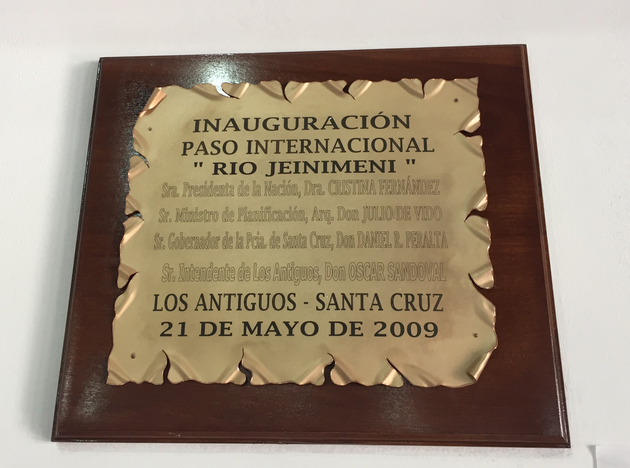 INAUGURACIÓN
PASO INTERNACIONAL
" RIO JEINIMENI "
Sra. Presidenta de la Nación, Dra. CRISTINA FERNÁNDEZ
Sr. Ministro de Planificación, Arq. Don JULIO DE VIDO
Sr. Gobernador de la Pcia. de Santa Cruz, Don DANIEL R. PERALTA
Sr. Intendente de Los Antiguos, Don OSCAR SANDOVAL
LOS ANTIGUOS - SANTA CRUZ
21 DE MAYO DE 2009